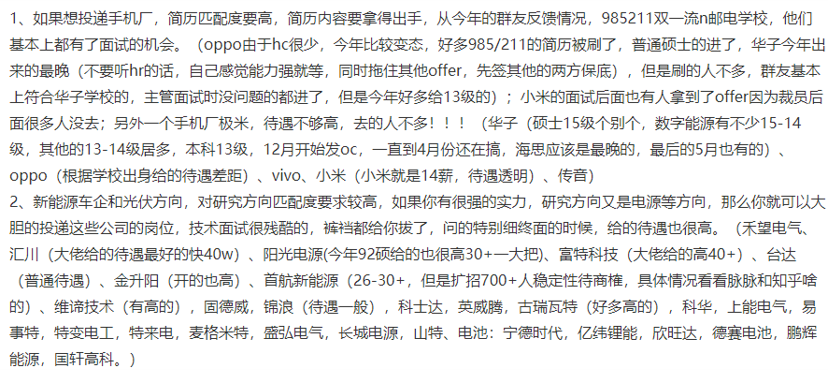 1、如果想投递手机厂，简历匹配度要高，简历内容要拿得出手，从今年的群友反馈情况，985211双一流n邮电学校，他们
基本上都有了面试的机会。（oppo由于hc很少，今年比较变态，好多985/211的简历被刷了，普通硕士的进了，华子今年出
来的最晚（不要听hr的话，自己感觉能力强就等，同时拖住其他offer，先签其他的两方保底），但是刷的人不多，群友基本
上符合华子学校的，主管面试时没问题的都进了，但是今年好多给13级的）；小米的面试后面也有人拿到了offer因为裁员后
面很多人没去；另外一个手机厂极米，待遇不够高，去的人不多！！！（华子（硕士15级个别个，数字能源有不少15-14
级，其他的13-14级居多，本科13级，12月开始发oc，一直到4月份还在搞，海思应该是最晚的，最后的5月也有的）、
oppo（根据学校出身给的待遇差距）、vivo、小米（小米就是14薪，待遇透明）、传音）
2、新能源车企和光伏方向，对研究方向匹配度要求较高，如果你有很强的实力，研究方向又是电源等方向，那么你就可以大
胆的投递这些公司的岗位，技术面试很残酷的，裤裆都给你拔了，问的特别细终面的时候，给的待遇也很高。（禾望电气、
汇川（大佬给的待遇最好的快40w）、阳光电源(今年92硕给的也很高30+一大把)、富特科技（大佬给的高40+）、台达
（普通待遇）、金升阳（开的也高）、首航新能源（26-30+，但是扩招700+人稳定性待商榷，具体情况看看脉脉和知乎啥
的）、维谛技术（有高的），固德威，锦浪（待遇一般），科士达，英威腾，古瑞瓦特（好多高的），科华，上能电气，易
事特，特变电工，特来电，麦格米特，盛弘电气，长城电源，山特、电池：宁德时代，亿纬锂能，欣旺达，德赛电池，鹏辉
能源，国轩高科。）